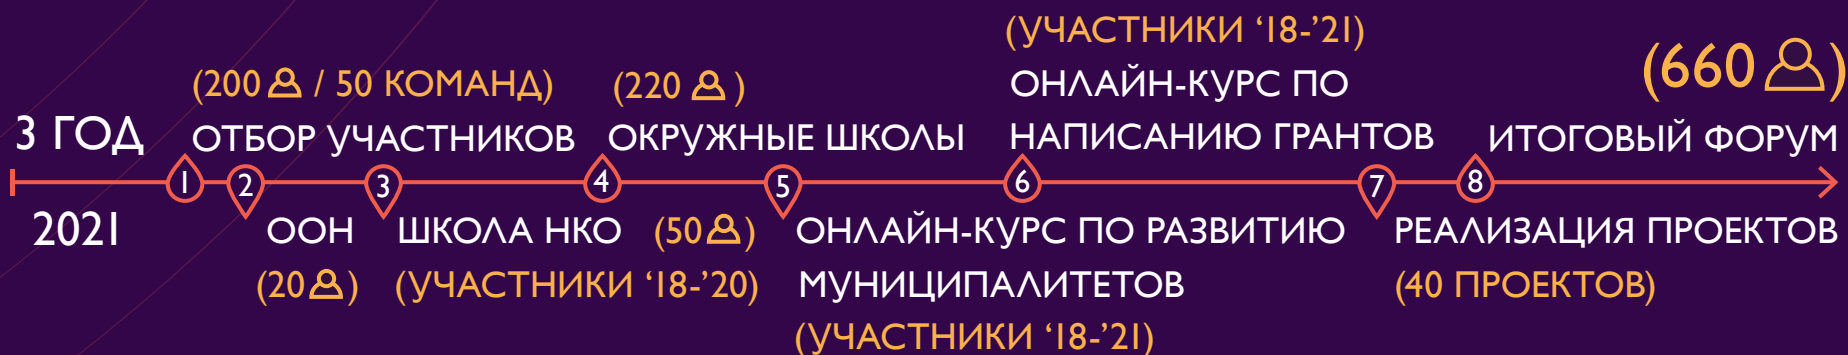 3 ГОД
2021
(200 / 50 КОМАНД)
1 ОТБОР УЧАСТНИКОВ
2 ООН
(20)
3 ШКОЛА НКО (50)
(УЧАСТНИКИ ‘18-’20)
(220)
4 ОКРУЖНЫЕ ШКОЛЫ
5 ОНЛАЙН-КУРС ПО РАЗВИТИЮ
МУНИЦИПАЛИТЕТОВ
(УЧАСТНИКИ ‘18-’21)
(УЧАСТНИКИ ‘18-’21)
ОНЛАЙН-КУРС ПО
НАПИСАНИЮ ГРАНТОВ
6
7 РЕАЛИЗАЦИЯ ПРОЕКТОВ
(40 ПРОЕКТОВ)
(660)
8 ИТОГОВЫЙ ФОРУМ